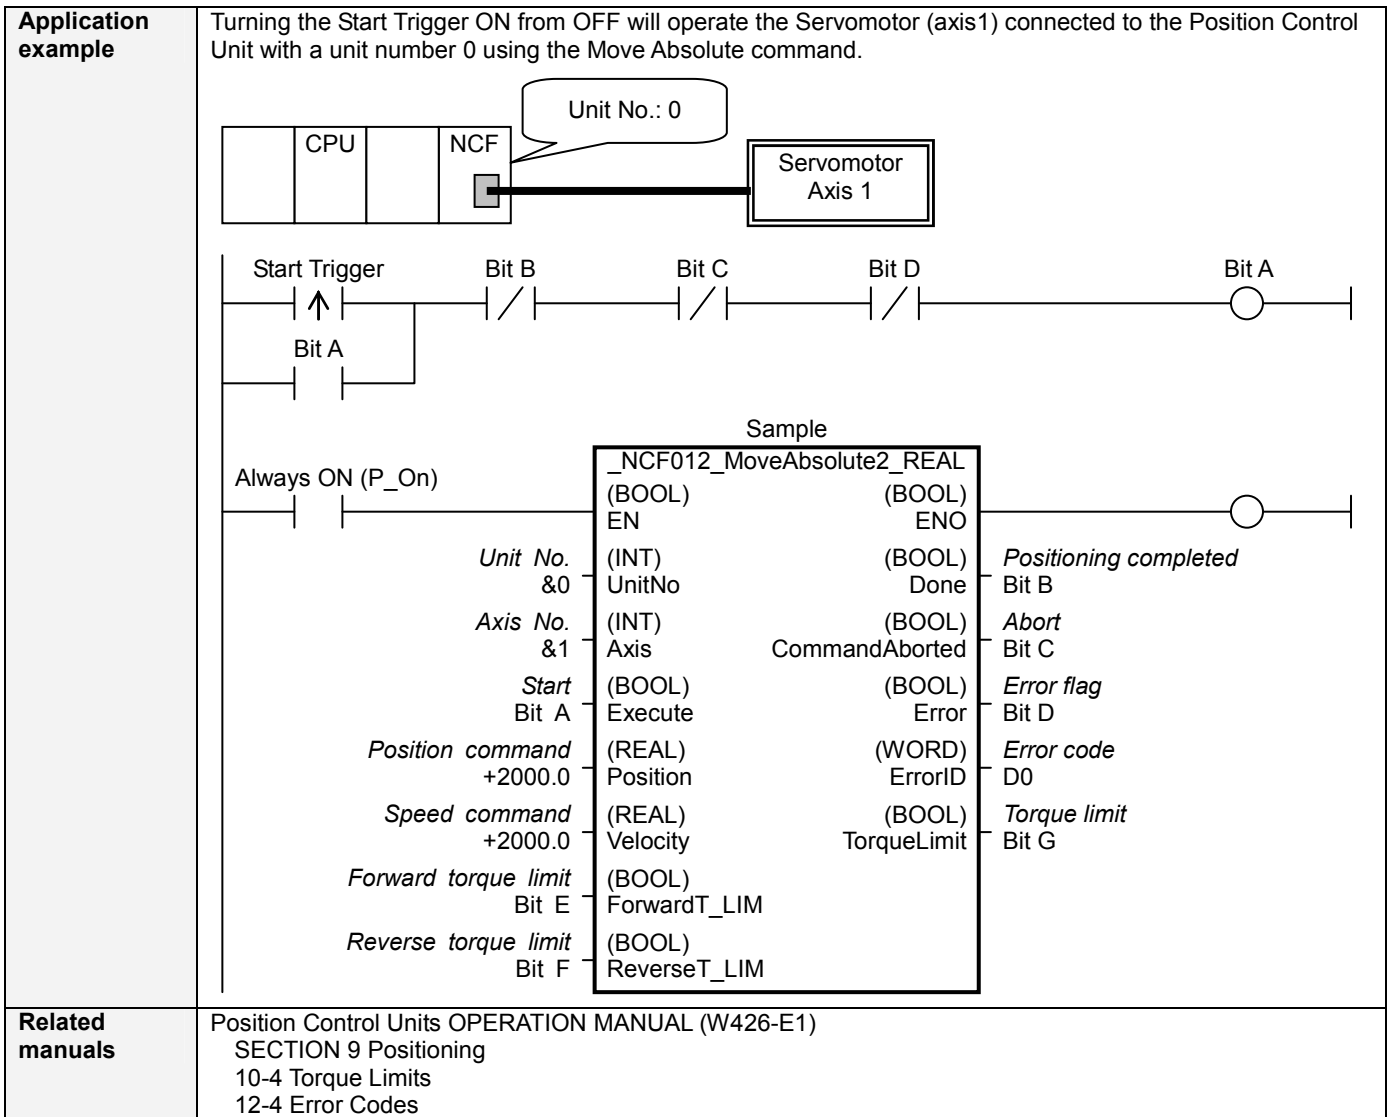 Application example
Turning the Start Trigger ON from OFF will operate the Servomotor (axis1) connected to the Position Control
Unit with a unit number 0 using the Move Absolute command.
Unit No.: 0
CPU
NCF
Servomotor
Axis 1
Start Trigger
Bit B
Bit C
Bit D
Bit A
Bit A
Sample
Always ON (P_On)
_NCF012_MoveAbsolute2_REAL
(BOOL) (BOOL)
EN ENO
Unit No. (INT) (BOOL) Positioning completed
&0 UnitNo Done Bit B
Axis No. (INT) (BOOL) Abort
&1 Axis CommandAborted Bit C
Start (BOOL) (BOOL) Error flag
Bit A Execute Error Bit D
Position command (REAL) (WORD) Error code
+2000.0 Position ErrorID D0
Speed command (REAL) (BOOL) Torque limit
+2000.0 Velocity TorqueLimit Bit G
Forward torque limit (BOOL)
Bit E ForwardT_LIM
Reverse torque limit (BOOL)
Bit F ReverseT_LIM
Related manuals
Position Control Units OPERATION MANUAL (W426-E1)
SECTION 9 Positioning
10-4 Torque Limits
12-4 Error Codes